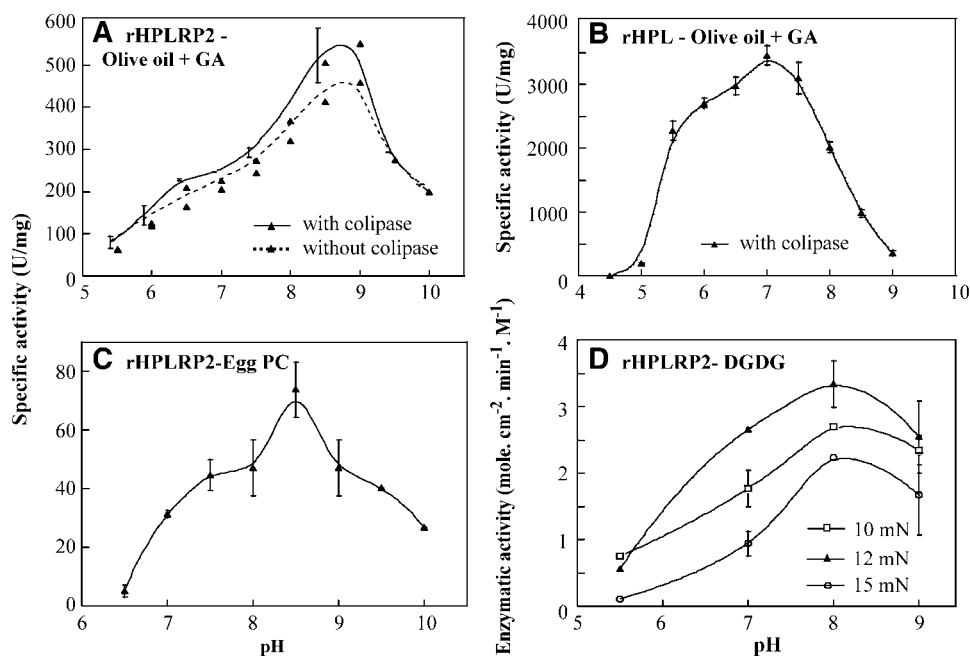 A
rHPLRP2 -
Olive oil + GA
600
500
400
300
200
100
0
5
6
7
8
9
10
with colipase
without colipase
Specific activity (U/mg)
B
rHPL - Olive oil + GA
Specific activity (U/mg)
4000
3000
2000
1000
0
4
5
6
7
8
9
10
with colipase
C
rHPLRP2-Egg PC
80
60
40
20
0
6
7
8
9
10
pH
D
rHPLRP2- DGDG
Enzymatic activity (mole. cm⁻². min⁻¹. M⁻¹)
4
3
2
1
0
5
6
7
8
9
10 mN
12 mN
15 mN
pH